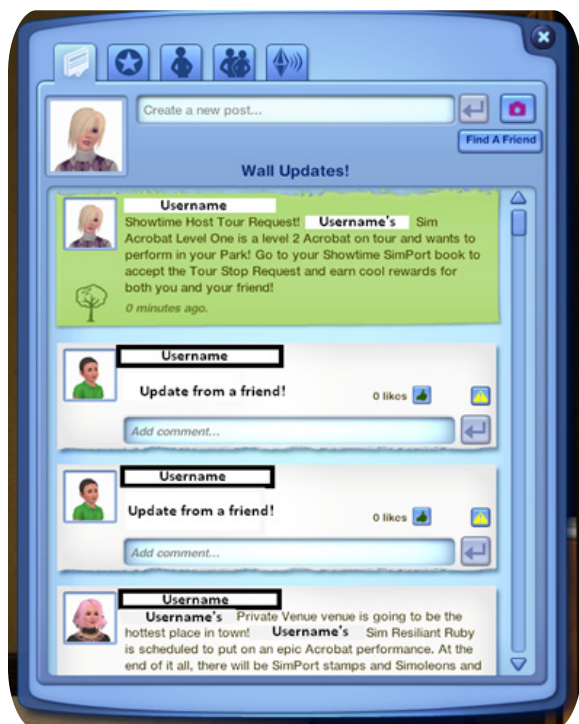 Create a new post...
Find A Friend
Wall Updates!
Username
Showtime Host Tour Request! Username's Sim
Acrobat Level One is a level 2 Acrobat on tour and wants to
perform in your Park! Go to your Showtime SimPort book to
accept the Tour Stop Request and earn cool rewards for
both you and your friend!
0 minutes ago.
Username
Update from a friend!
0 likes
Add comment...
Username
Update from a friend!
0 likes
Add comment...
Username
Username's Private Venue venue is going to be the
hottest place in town! Username's Sim Resiliant Ruby
is scheduled to put on an epic Acrobat performance. At the
end of it all, there will be SimPort stamps and Simoleons and